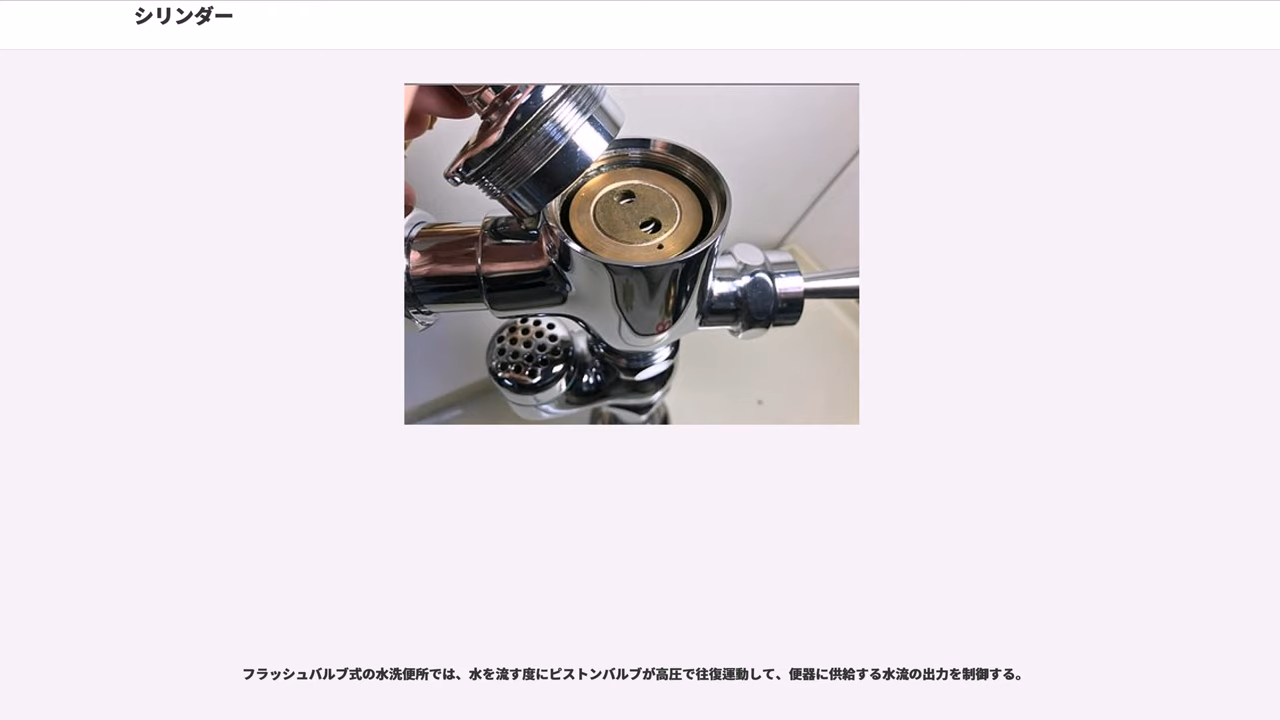 シリンダー
フラッシュバルブ式の水洗便所では、水を流す度にピストンバルブが高圧で往復運動して、便器に供給する水流の出力を制御する。